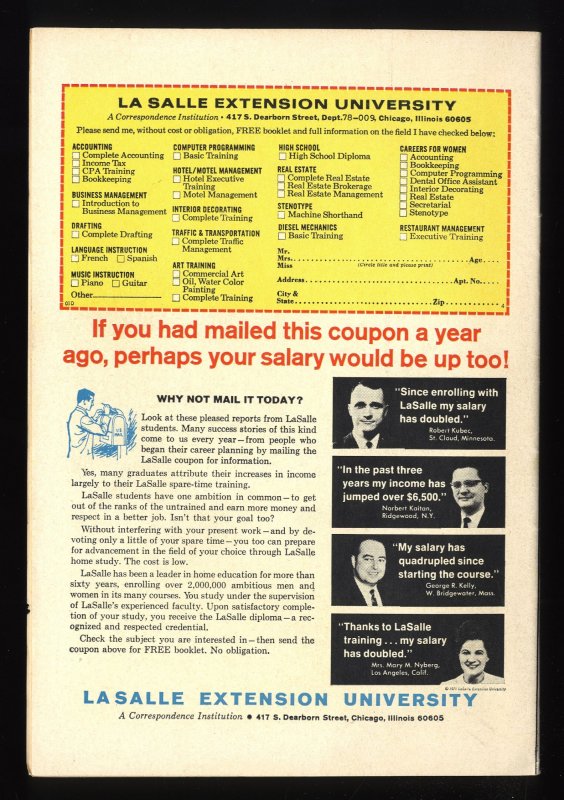 LA SALLE EXTENSION UNIVERSITY
A Correspondence Institution • 417 S. Dearborn Street, Dept. 78-009, Chicago, Illinois 60605
Please send me, without cost or obligation, FREE booklet and full information on the field I have checked below:
ACCOUNTING
Complete Accounting
Income Tax
CPA Training
Bookkeeping
BUSINESS MANAGEMENT
Introduction to
Business Management
DRAFTING
Complete Drafting
LANGUAGE INSTRUCTION
French Spanish
MUSIC INSTRUCTION
Piano Guitar
Other
COMPUTER PROGRAMMING
Basic Training
HOTEL/MOTEL MANAGEMENT
Hotel Executive
Training
Motel Management
INTERIOR DECORATING
Complete Training
TRAFFIC & TRANSPORTATION
Complete Traffic
Management
ART TRAINING
Commercial Art
Oil, Water Color
Painting
Complete Training
HIGH SCHOOL
High School Diploma
REAL ESTATE
Complete Real Estate
Real Estate Brokerage
Real Estate Management
STENOTYPE
Machine Shorthand
DIESEL MECHANICS
Basic Training
CAREERS FOR WOMEN
Accounting
Bookkeeping
Computer Programming
Dental Office Assistant
Interior Decorating
Real Estate
Secretarial
Stenotype
RESTAURANT MANAGEMENT
Executive Training
Mr.
Mrs. Age
Miss (Circle title and please print)
Address Apt. No.
City &
State Zip
If you had mailed this coupon a year
ago, perhaps your salary would be up too!
WHY NOT MAIL IT TODAY?
Look at these pleased reports from LaSalle
students. Many success stories of this kind
come to us every year—from people who
began their career planning by mailing the
LaSalle coupon for information.
Yes, many graduates attribute their increases in income
largely to their LaSalle spare-time training.
LaSalle students have one ambition in common—to get
out of the ranks of the untrained and earn more money and
respect in a better job. Isn't that your goal too?
Without interfering with your present work—and by de-
voting only a little of your spare time—you too can prepare
for advancement in the field of your choice through LaSalle
home study. The cost is low.
LaSalle has been a leader in home education for more than
sixty years, enrolling over 2,000,000 ambitious men and
women in its many courses. You study under the supervision
of LaSalle's experienced faculty. Upon satisfactory comple-
tion of your study, you receive the LaSalle diploma—a rec-
ognized and respected credential.
Check the subject you are interested in—then send the
coupon above for FREE booklet. No obligation.
U.S.
MAIL
"Since enrolling with
LaSalle my salary
has doubled."
Robert Kubec,
St. Cloud, Minnesota.
"In the past three
years my income has
jumped over $6,500."
Norbert Kaitan,
Ridgewood, N.Y.
"My salary has
quadrupled since
starting the course."
George R. Kelly,
W. Bridgewater, Mass.
"Thanks to LaSalle
training . . . my salary
has doubled."
Mrs. Mary M. Nyberg,
Los Angeles, Calif.
© 1971 LaSalle Extension University
LASALLE EXTENSION UNIVERSITY
A Correspondence Institution • 417 S. Dearborn Street, Chicago, Illinois 60605